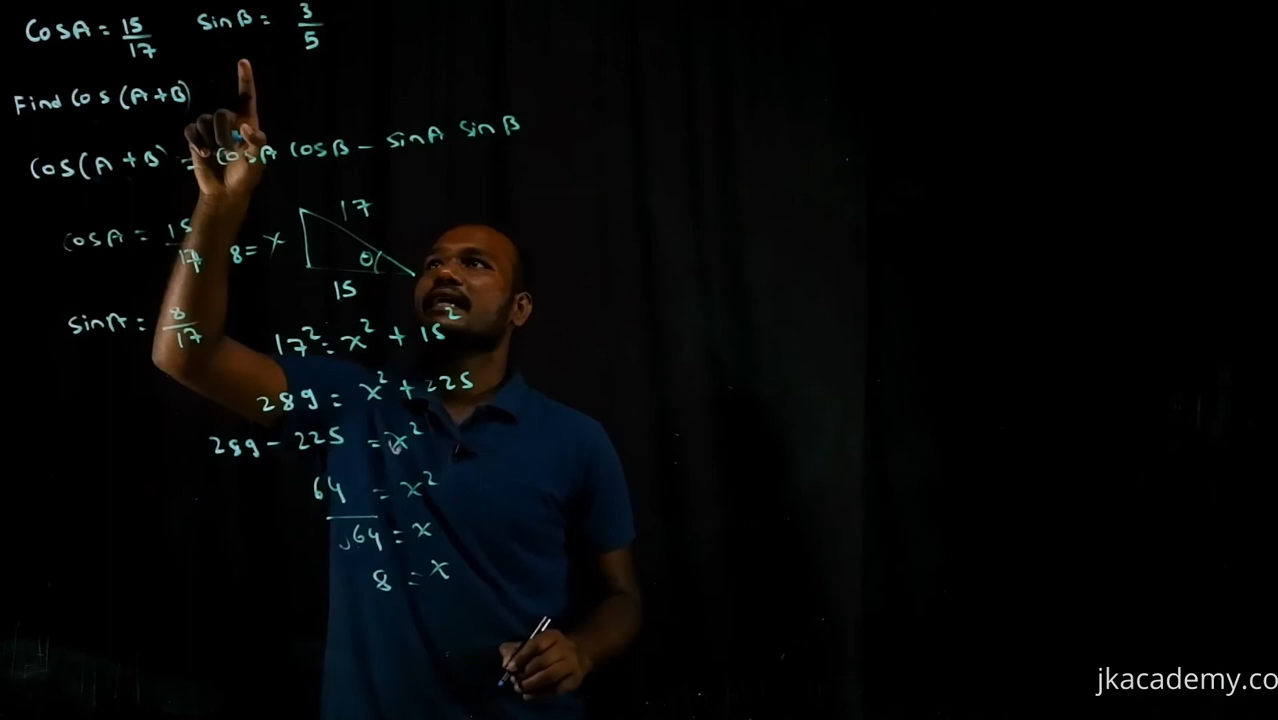 CosA = 15/17 SinB = 3/5
Find Cos (A+B)
Cos(A + B) = CosA CosB - sinA sinB
CosA = 15/17 8 = x 17
θ
15
sinA = 8/17
17² = x² + 15²
289 = x² + 225
289 - 225 = x²
64 = x²
√64 = x
8 = x
jkacademy.co